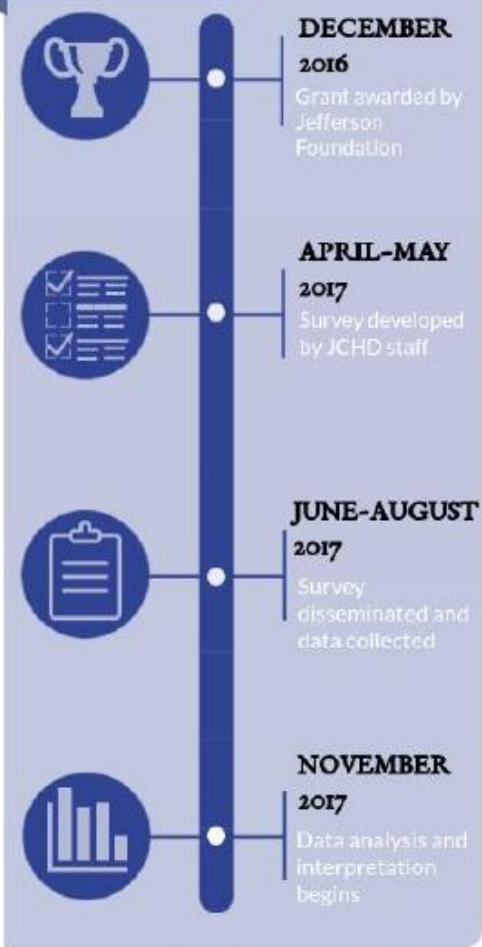 DECEMBER
2016
Grant awarded by
Jefferson
Foundation
APRIL-MAY
2017
Survey developed
by JCHD staff
JUNE-AUGUST
2017
Survey
disseminated and
data collected
NOVEMBER
2017
Data analysis and
interpretation
begins